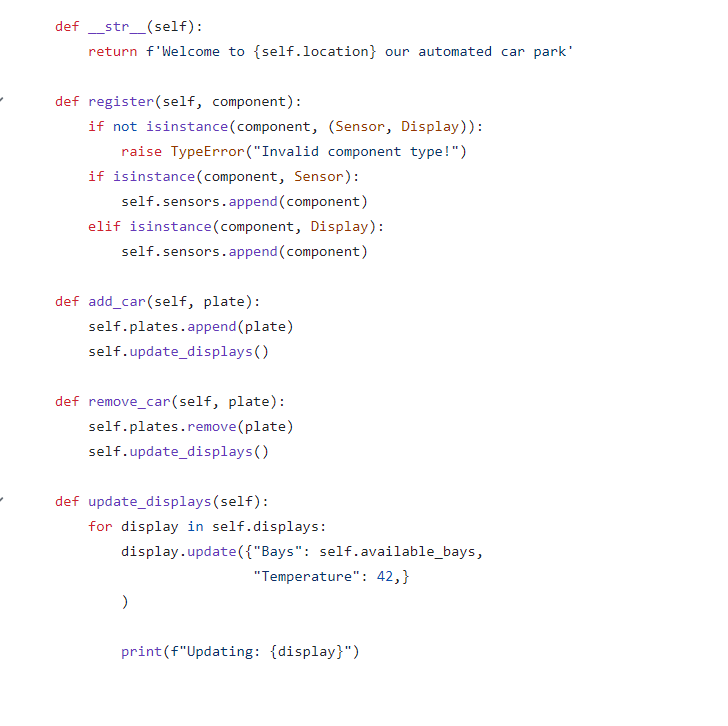 def __str__(self):
return f'Welcome to {self.location} our automated car park'
def register(self, component):
if not isinstance(component, (Sensor, Display)):
raise TypeError("Invalid component type!")
if isinstance(component, Sensor):
self.sensors.append(component)
elif isinstance(component, Display):
self.sensors.append(component)
def add_car(self, plate):
self.plates.append(plate)
self.update_displays()
def remove_car(self, plate):
self.plates.remove(plate)
self.update_displays()
def update_displays(self):
for display in self.displays:
display.update({"Bays": self.available_bays,
"Temperature": 42,}
)
print(f"Updating: {display}")